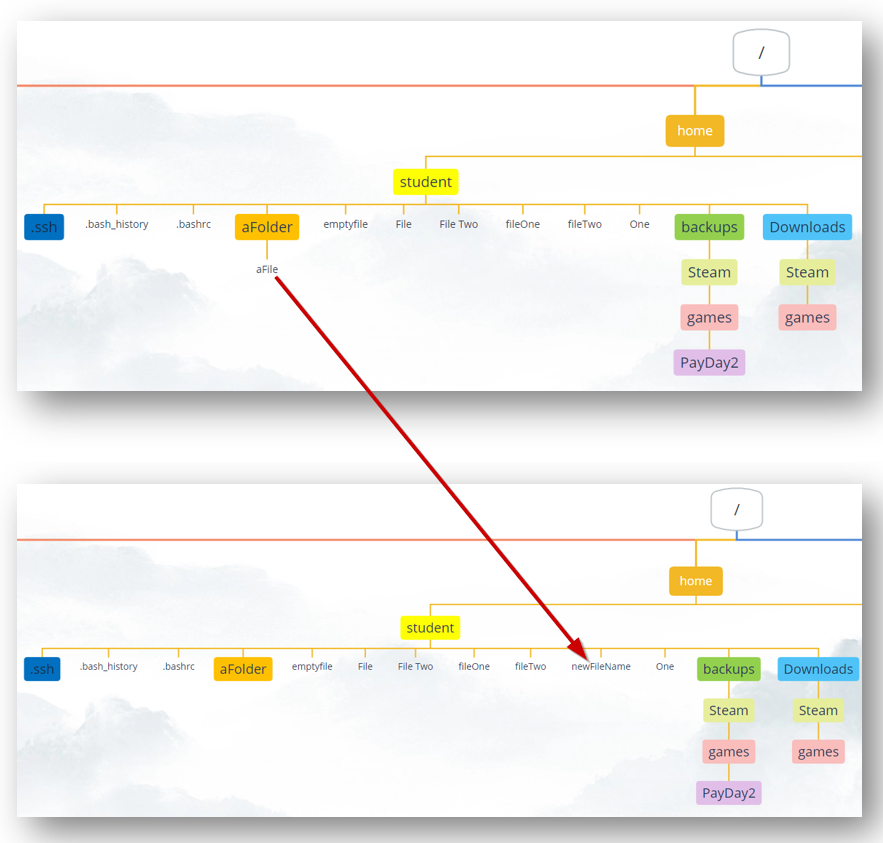 /
home
student
.ssh
.bash_history
.bashrc
aFolder
emptyfile
File
File Two
fileOne
fileTwo
One
backups
Downloads
aFile
Steam
Steam
games
games
PayDay2
/
home
student
.ssh
.bash_history
.bashrc
aFolder
emptyfile
File
File Two
fileOne
fileTwo
newFileName
One
backups
Downloads
Steam
Steam
games
games
PayDay2